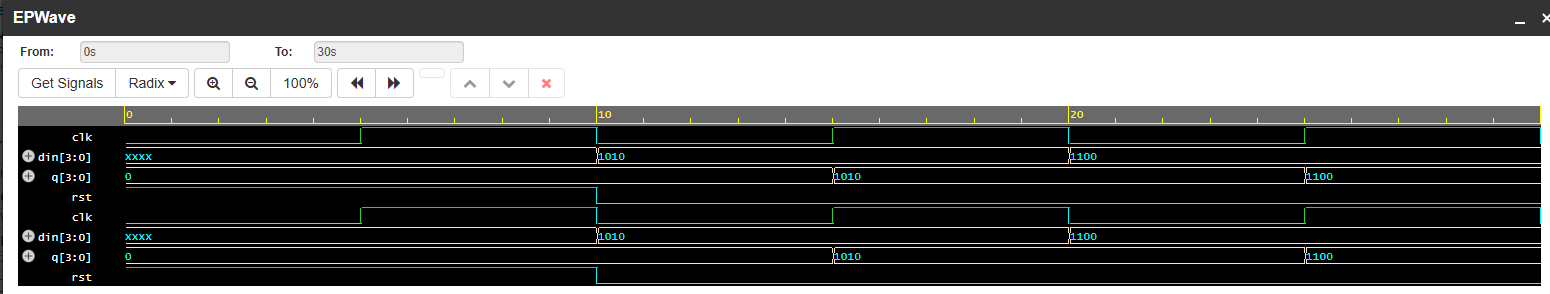 EPWave
From: 0s To: 30s
Get Signals Radix 100%
0 10 20
clk
din[3:0] xxxx 1010 1100
q[3:0] 0 1010 1100
rst
clk
din[3:0] xxxx 1010 1100
q[3:0] 0 1010 1100
rst